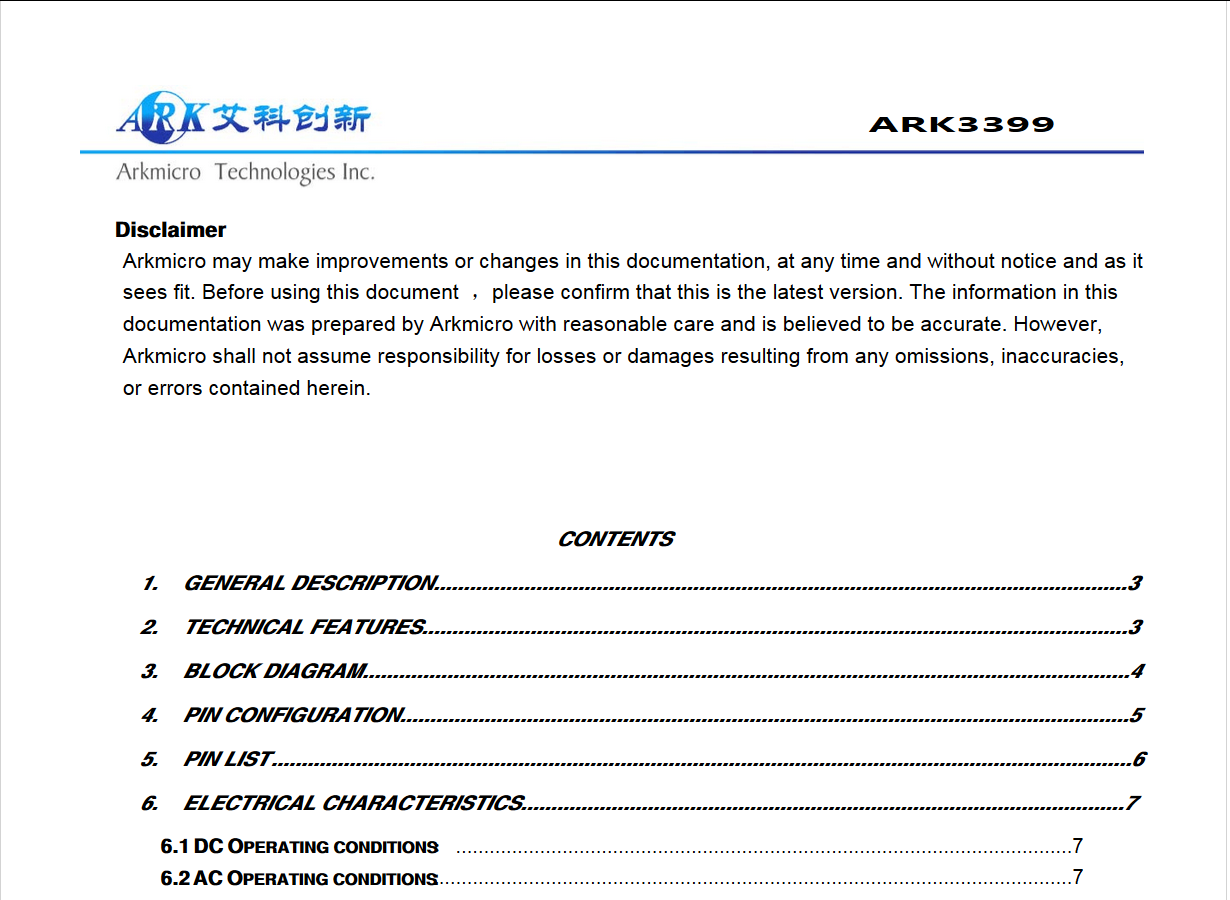 ARK艾科创新
ARK3399
Arkmicro Technologies Inc.
Disclaimer
Arkmicro may make improvements or changes in this documentation, at any time and without notice and as it
sees fit. Before using this document ，please confirm that this is the latest version. The information in this
documentation was prepared by Arkmicro with reasonable care and is believed to be accurate. However,
Arkmicro shall not assume responsibility for losses or damages resulting from any omissions, inaccuracies,
or errors contained herein.
CONTENTS
1. GENERAL DESCRIPTION....................3
2. TECHNICAL FEATURES....................3
3. BLOCK DIAGRAM....................4
4. PIN CONFIGURATION....................5
5. PIN LIST....................6
6. ELECTRICAL CHARACTERISTICS....................7
6.1 DC OPERATING CONDITIONS ....................7
6.2 AC OPERATING CONDITIONS....................7